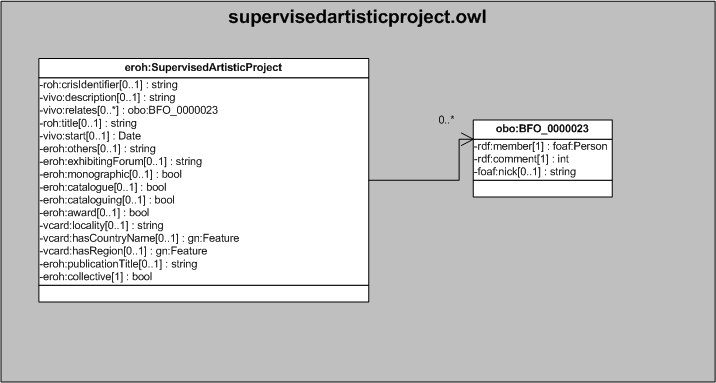 supervisedartisticproject.owl
eroh:SupervisedArtisticProject
-roh:crisIdentifier[0..1] : string
-vivo:description[0..1] : string
-vivo:relates[0..*] : obo:BFO_0000023
-roh:title[0..1] : string
-vivo:start[0..1] : Date
-eroh:others[0..1] : string
-eroh:exhibitingForum[0..1] : string
-eroh:monographic[0..1] : bool
-eroh:catalogue[0..1] : bool
-eroh:cataloguing[0..1] : bool
-eroh:award[0..1] : bool
-vcard:locality[0..1] : string
-vcard:hasCountryName[0..1] : gn:Feature
-vcard:hasRegion[0..1] : gn:Feature
-eroh:publicationTitle[0..1] : string
-eroh:collective[1] : bool
0..*
obo:BFO_0000023
-rdf:member[1] : foaf:Person
-rdf:comment[1] : int
-foaf:nick[0..1] : string